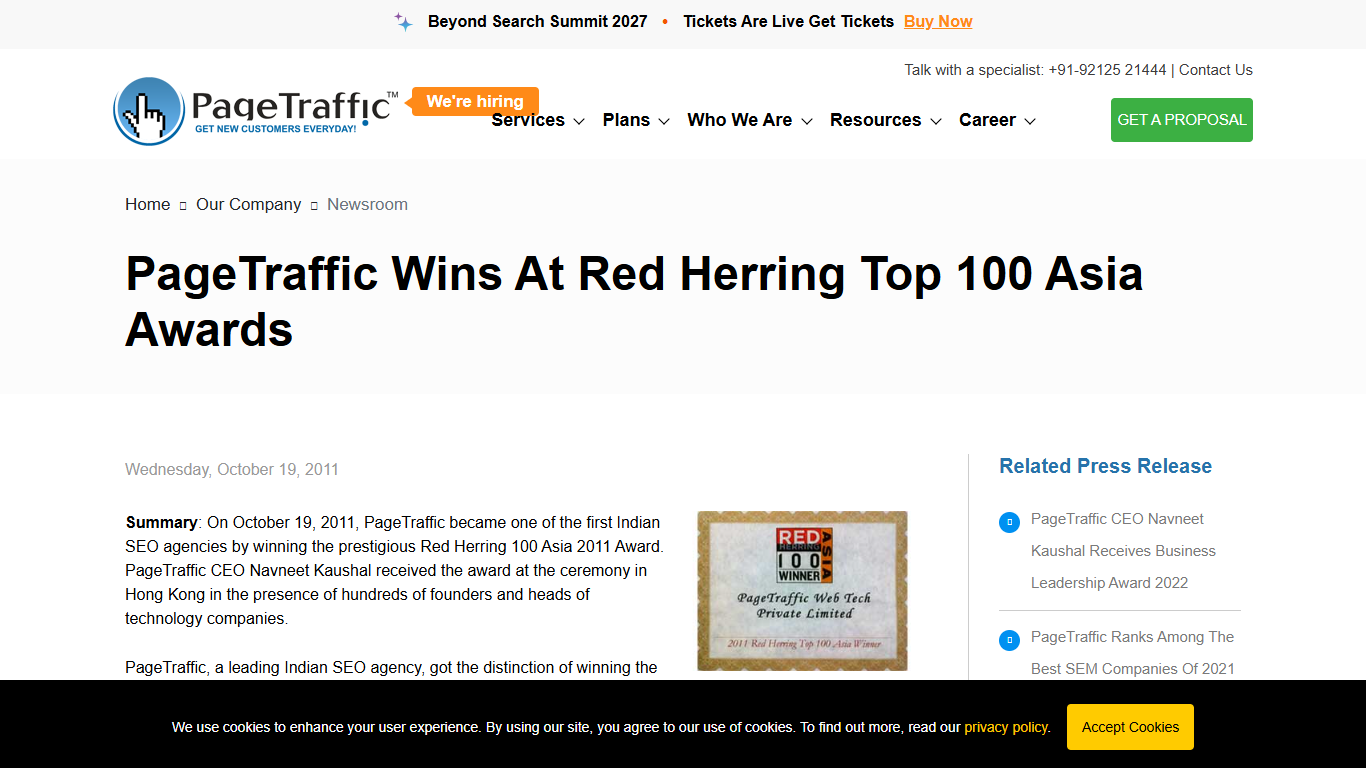 Beyond Search Summit 2027 • Tickets Are Live Get Tickets Buy Now
Talk with a specialist: +91-92125 21444 | Contact Us
PageTraffic™
GET NEW CUSTOMERS EVERYDAY!
We're hiring
Services Plans Who We Are Resources Career
GET A PROPOSAL
Home Our Company Newsroom
PageTraffic Wins At Red Herring Top 100 Asia
Awards
Wednesday, October 19, 2011
Summary: On October 19, 2011, PageTraffic became one of the first Indian
SEO agencies by winning the prestigious Red Herring 100 Asia 2011 Award.
PageTraffic CEO Navneet Kaushal received the award at the ceremony in
Hong Kong in the presence of hundreds of founders and heads of
technology companies.
PageTraffic, a leading Indian SEO agency, got the distinction of winning the
RED
HERRING
100
WINNER
ASIA
PageTraffic Web Tech
Private Limited
2011 Red Herring Top 100 Asia Winner
Related Press Release
PageTraffic CEO Navneet
Kaushal Receives Business
Leadership Award 2022
PageTraffic Ranks Among The
Best SEM Companies Of 2021
We use cookies to enhance your user experience. By using our site, you agree to our use of cookies. To find out more, read our privacy policy.
Accept Cookies